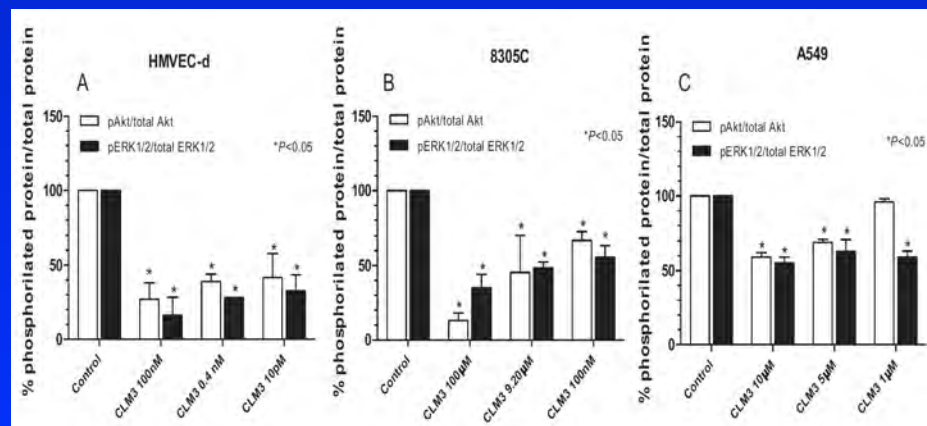 HMVEC-d
A
% phosphorilated protein/total protein
pAkt/total Akt
pERK1/2/total ERK1/2
*P<0.05
150
100
50
0
* * * * * *
Control
CLM3 100nM
CLM3 0.4 nM
CLM3 10pM
8305C
B
% phosphorilated protein/total protein
pAkt/total Akt
pERK1/2/total ERK1/2
*P<0.05
150
100
50
0
* * * * * *
Control
CLM3 100µM
CLM3 9.20µM
CLM3 100nM
A549
C
% phosphorilated protein/total protein
pAkt/total Akt
pERK1/2/total ERK1/2
*P<0.05
150
100
50
0
* * * * *
Control
CLM3 10µM
CLM3 5µM
CLM3 1µM